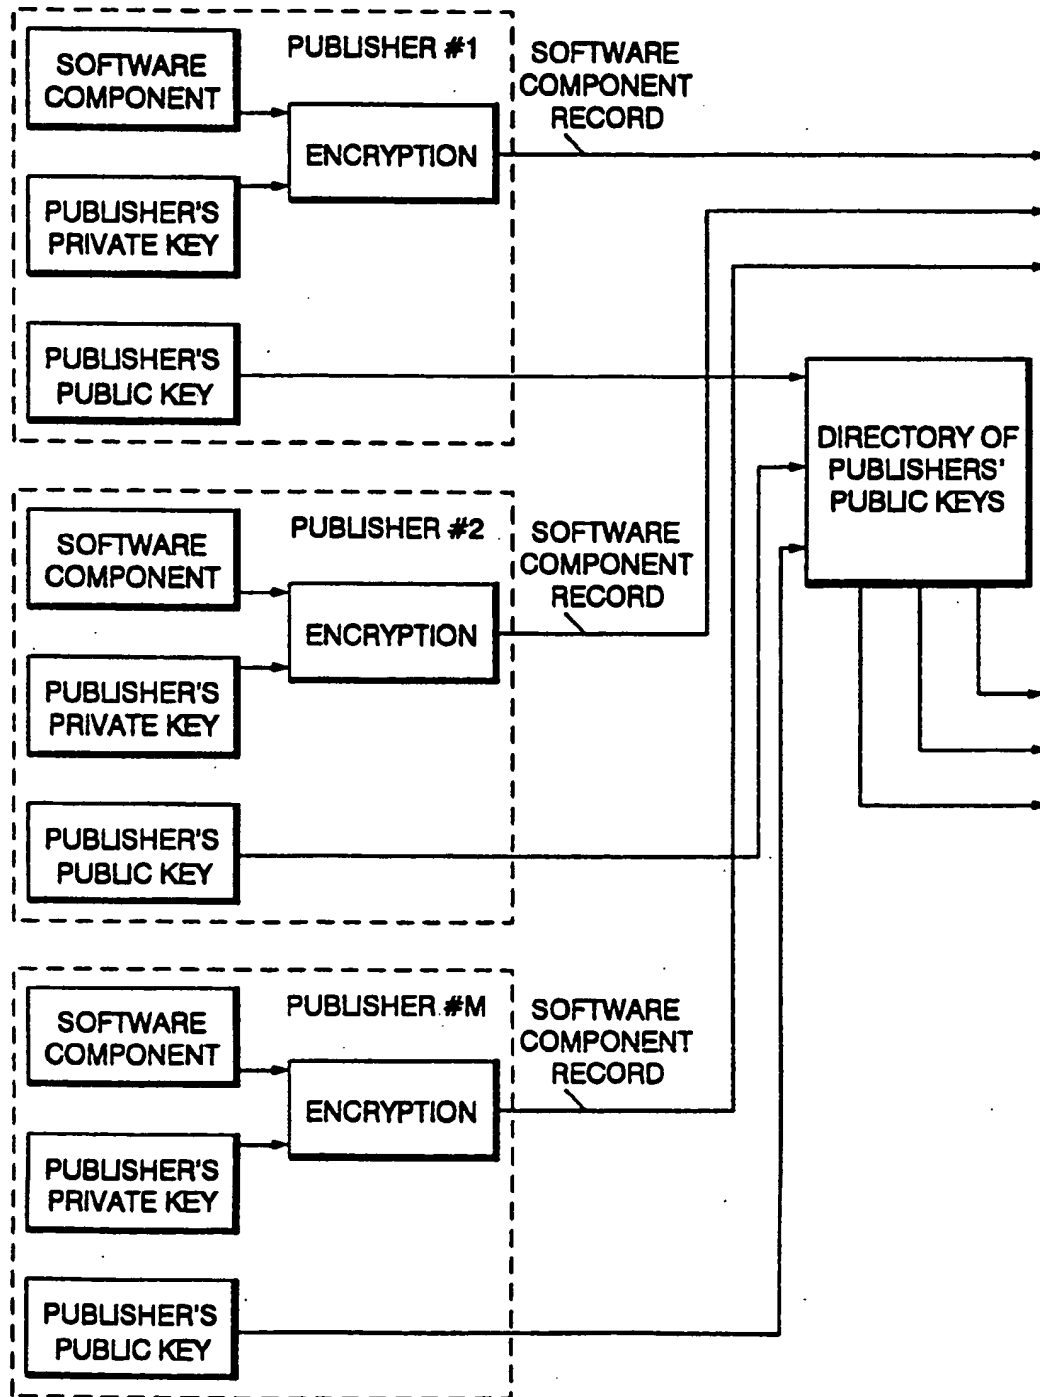 PUBLISHER #1
SOFTWARE
COMPONENT
ENCRYPTION
PUBLISHER'S
PRIVATE KEY
PUBLISHER'S
PUBLIC KEY
SOFTWARE
COMPONENT
RECORD
DIRECTORY OF
PUBLISHERS'
PUBLIC KEYS
PUBLISHER #2
SOFTWARE
COMPONENT
ENCRYPTION
PUBLISHER'S
PRIVATE KEY
PUBLISHER'S
PUBLIC KEY
SOFTWARE
COMPONENT
RECORD
PUBLISHER #M
SOFTWARE
COMPONENT
ENCRYPTION
PUBLISHER'S
PRIVATE KEY
PUBLISHER'S
PUBLIC KEY
SOFTWARE
COMPONENT
RECORD